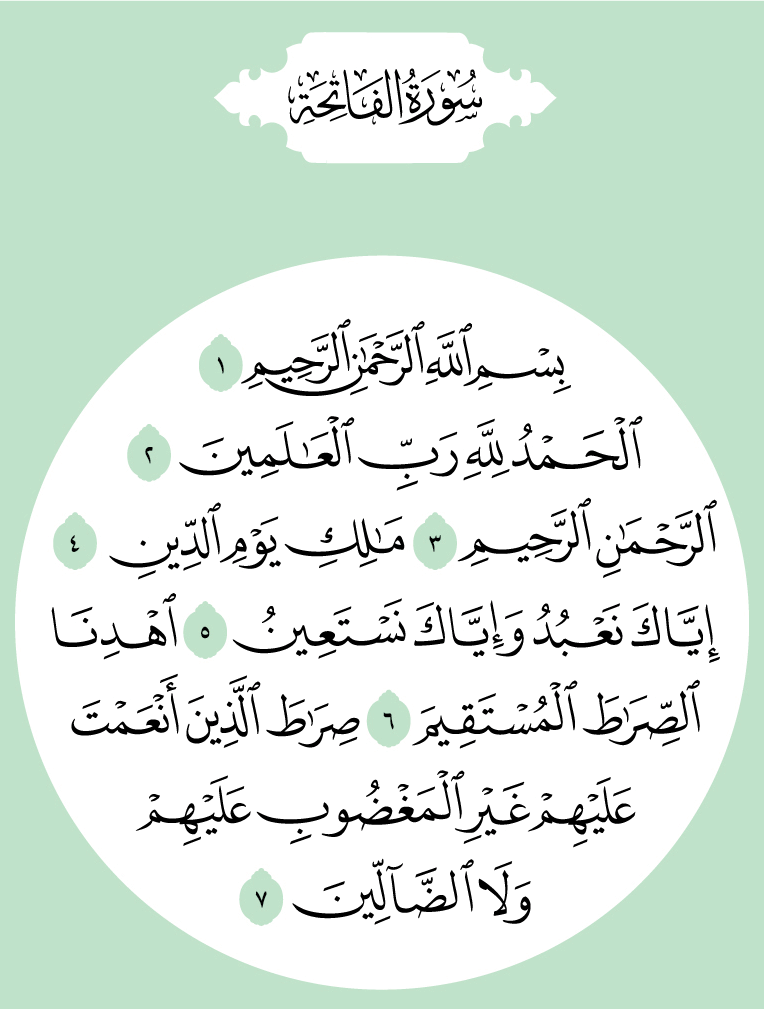 سُورَةُ الفَاتِحَةِ
بِسْمِ ٱللَّهِ ٱلرَّحْمَٰنِ ٱلرَّحِيمِ ١
ٱلْحَمْدُ لِلَّهِ رَبِّ ٱلْعَٰلَمِينَ ٢
ٱلرَّحْمَٰنِ ٱلرَّحِيمِ ٣ مَٰلِكِ يَوْمِ ٱلدِّينِ ٤
إِيَّاكَ نَعْبُدُ وَإِيَّاكَ نَسْتَعِينُ ٥ ٱهْدِنَا
ٱلصِّرَٰطَ ٱلْمُسْتَقِيمَ ٦ صِرَٰطَ ٱلَّذِينَ أَنْعَمْتَ
عَلَيْهِمْ غَيْرِ ٱلْمَغْضُوبِ عَلَيْهِمْ
وَلَا ٱلضَّآلِّينَ ٧